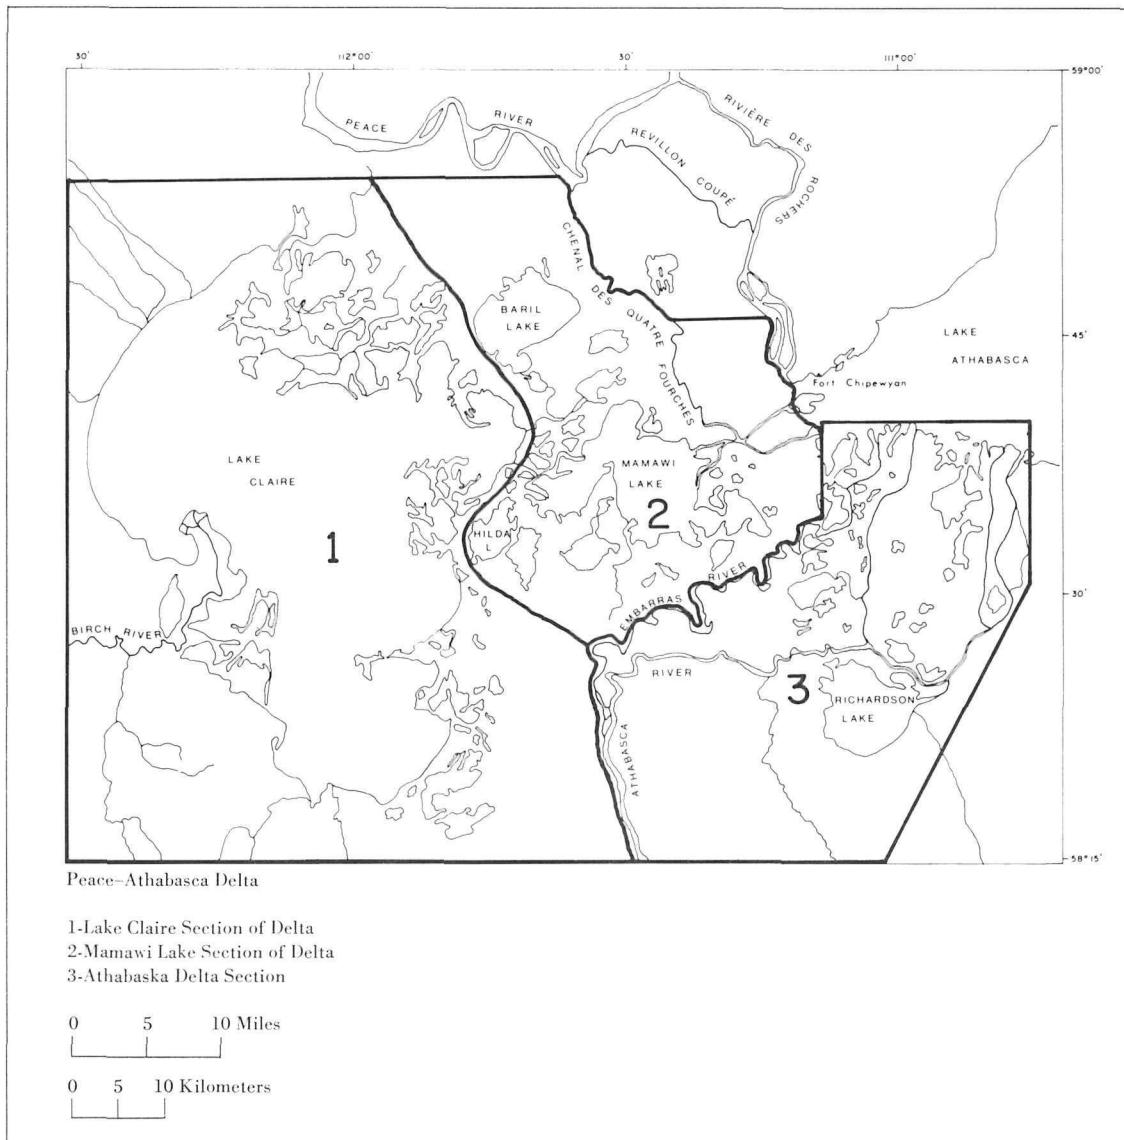 30′ 112°00′ 30′ 111°00′
59°00′
PEACE RIVER
RIVIÈRE DES ROCHERS
REVILLON COUPÉ
CHENAL DES QUATRE FOURCHES
BARIL
LAKE
45′
LAKE
ATHABASCA
Fort Chipewyan
LAKE
CLAIRE
MAMAWI
LAKE
1
2
HILDA
L
30′
EMBARRAS RIVER
BIRCH RIVER
ATHABASCA RIVER
3
RICHARDSON
LAKE
58°15′
Peace–Athabasca Delta
1-Lake Claire Section of Delta
2-Mamawi Lake Section of Delta
3-Athabaska Delta Section
0 5 10 Miles
0 5 10 Kilometers